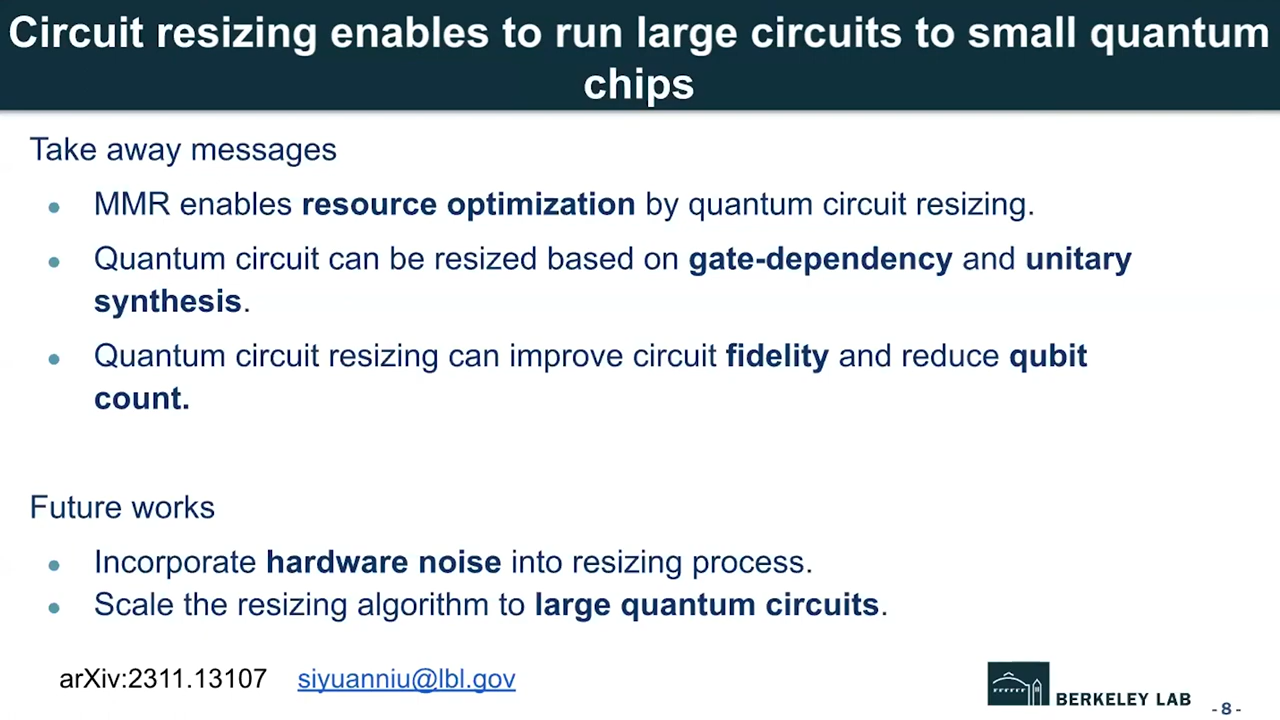 Circuit resizing enables to run large circuits to small quantum
chips
Take away messages
● MMR enables resource optimization by quantum circuit resizing.
● Quantum circuit can be resized based on gate-dependency and unitary
synthesis.
● Quantum circuit resizing can improve circuit fidelity and reduce qubit
count.
Future works
● Incorporate hardware noise into resizing process.
● Scale the resizing algorithm to large quantum circuits.
arXiv:2311.13107 siyuanniu@lbl.gov
BERKELEY LAB
- 8 -